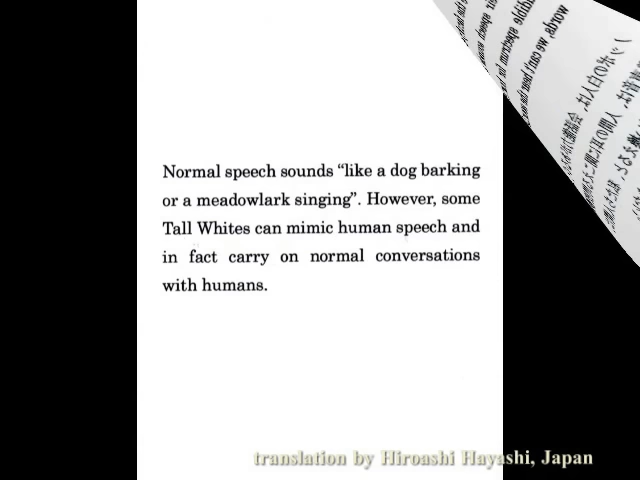 Normal speech sounds “like a dog barking
or a meadowlark singing”. However, some
Tall Whites can mimic human speech and
in fact carry on normal conversations
with humans.
translation by Hiroashi Hayashi, Japan